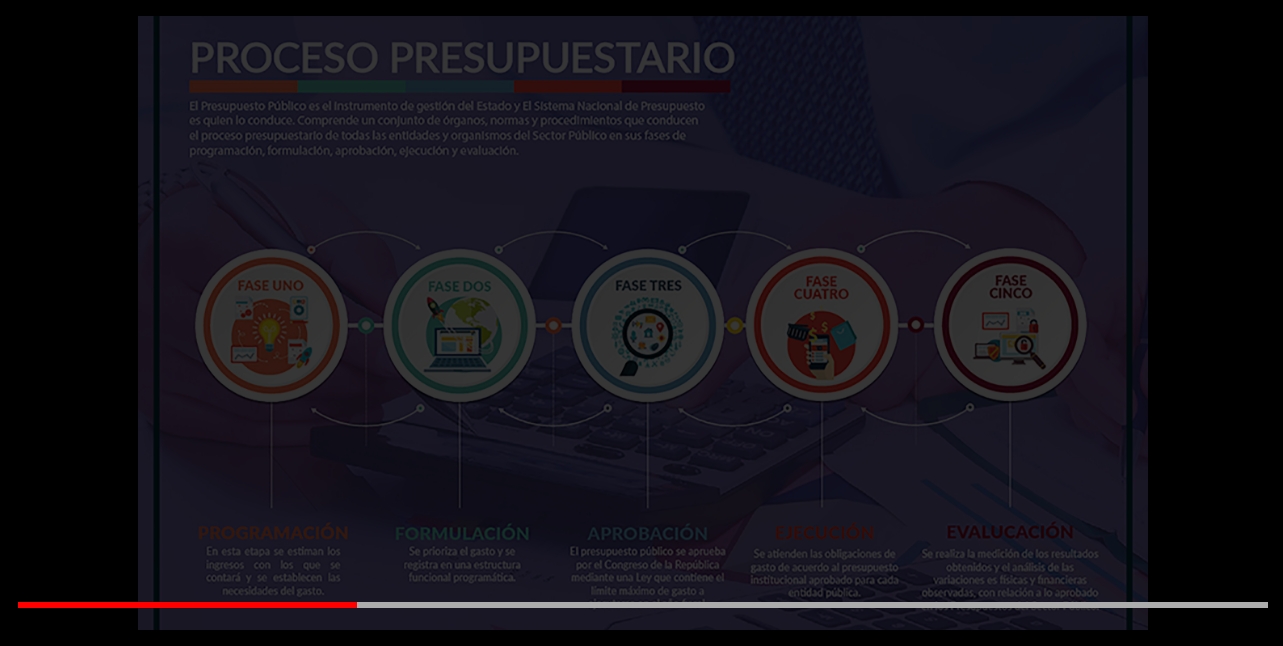 PROCESO PRESUPUESTARIO
El Presupuesto Público es el instrumento de gestión del Estado y El Sistema Nacional de Presupuesto
es quien lo conduce. Comprende un conjunto de órganos, normas y procedimientos que conducen
el proceso presupuestario de todas las entidades y organismos del Sector Público en sus fases de
programación, formulación, aprobación, ejecución y evaluación.
FASE UNO
FASE DOS
FASE TRES
FASE
CUATRO
FASE
CINCO
PROGRAMACIÓN
En esta etapa se estiman los
ingresos con los que se
contará y se establecen las
necesidades del gasto.
FORMULACIÓN
Se prioriza el gasto y se
registra en una estructura
funcional programática.
APROBACIÓN
El presupuesto público se aprueba
por el Congreso de la República
mediante una Ley que contiene el
límite máximo de gasto a
EJECUCIÓN
Se atienden las obligaciones de
gasto de acuerdo al presupuesto
institucional aprobado para cada
entidad pública.
EVALUCACIÓN
Se realiza la medición de los resultados
obtenidos y el análisis de las
variaciones es físicas y financieras
observadas, con relación a lo aprobado